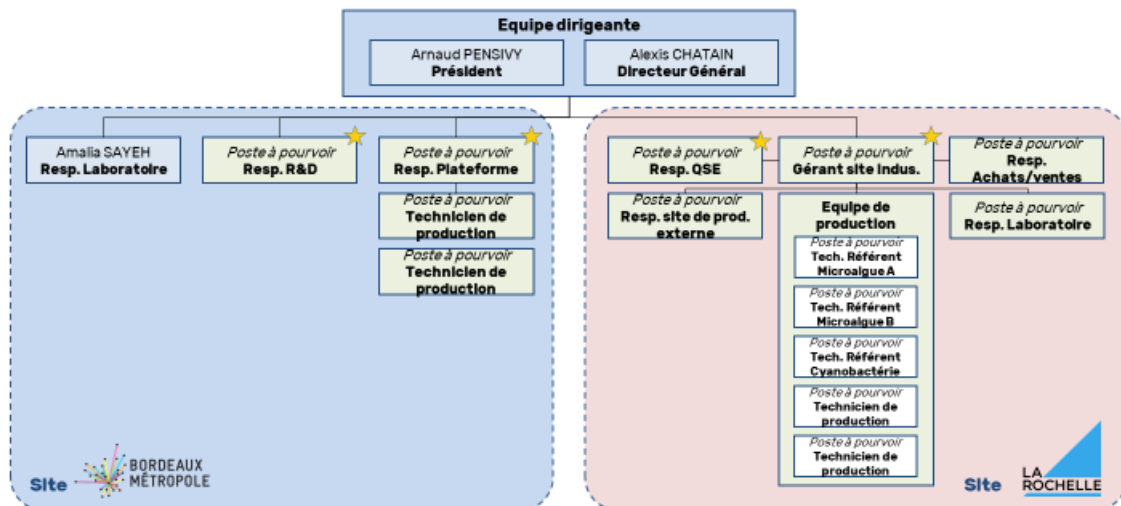 Equipe dirigeante
Arnaud PENSIVY
Président
Alexis CHATAIN
Directeur Général
Amalia SAYEH
Resp. Laboratoire
Poste à pourvoir
Resp. R&D
Poste à pourvoir
Resp. Plateforme
Poste à pourvoir
Technicien de
production
Poste à pourvoir
Technicien de
production
Site
BORDEAUX
MÉTROPOLE
Poste à pourvoir
Resp. QSE
Poste à pourvoir
Gérant site Indus.
Poste à pourvoir
Resp.
Achats/ventes
Poste à pourvoir
Resp. site de prod.
externe
Equipe de
production
Poste à pourvoir
Tech. Référent
Microalgue A
Poste à pourvoir
Tech. Référent
Microalgue B
Poste à pourvoir
Tech. Référent
Cyanobactérie
Poste à pourvoir
Technicien de
production
Poste à pourvoir
Technicien de
production
Poste à pourvoir
Resp. Laboratoire
Site
LA
ROCHELLE